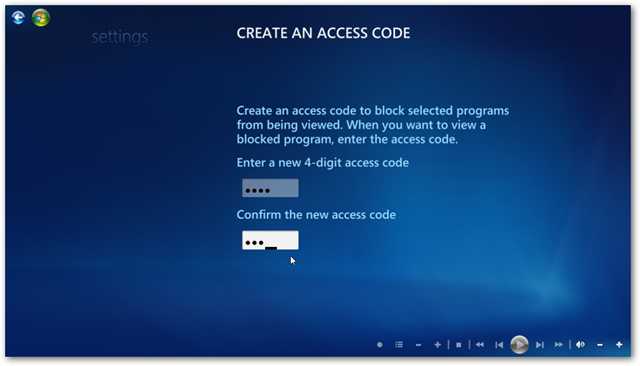 settings
CREATE AN ACCESS CODE
Create an access code to block selected programs
from being viewed. When you want to view a
blocked program, enter the access code.
Enter a new 4-digit access code
Confirm the new access code